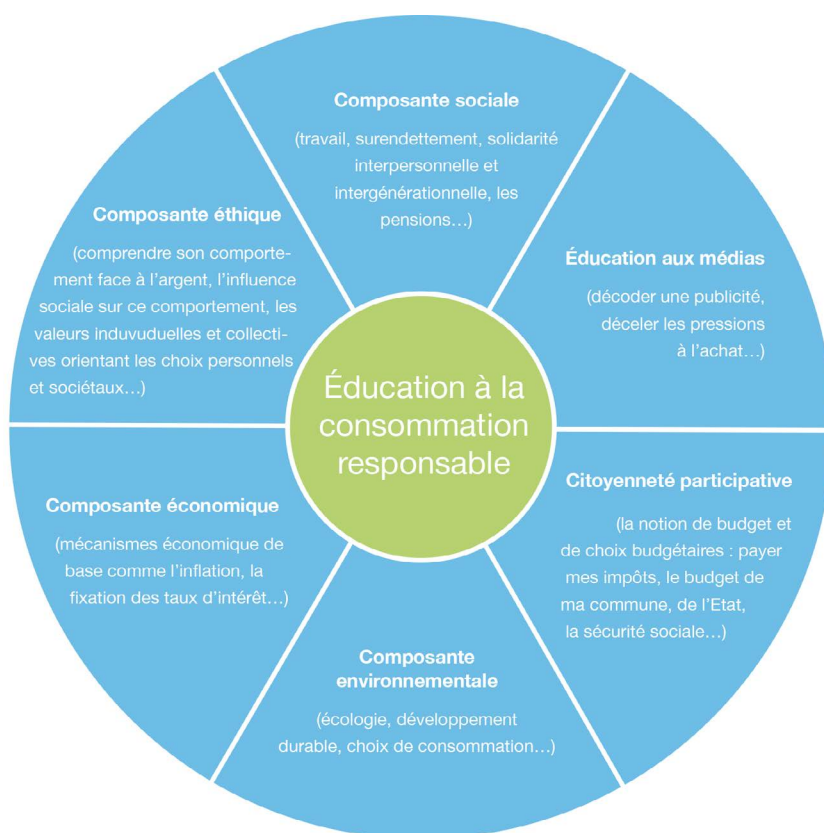 Composante sociale
(travail, surendettement, solidarité
interpersonnelle et
intergénérationnelle, les
pensions…)
Éducation aux médias
(décoder une publicité,
déceler les pressions
à l'achat…)
Citoyenneté participative
(la notion de budget et
de choix budgétaires : payer
mes impôts, le budget de
ma commune, de l'Etat,
la sécurité sociale…)
Composante
environnementale
(écologie, développement
durable, choix de consommation…)
Composante économique
(mécanismes économique de
base comme l'inflation, la
fixation des taux d'intérêt…)
Composante éthique
(comprendre son comporte-
ment face à l'argent, l'influence
sociale sur ce comportement, les
valeurs induvuduelles et collecti-
ves orientant les choix personnels
et sociétaux…)
Éducation à la
consommation
responsable